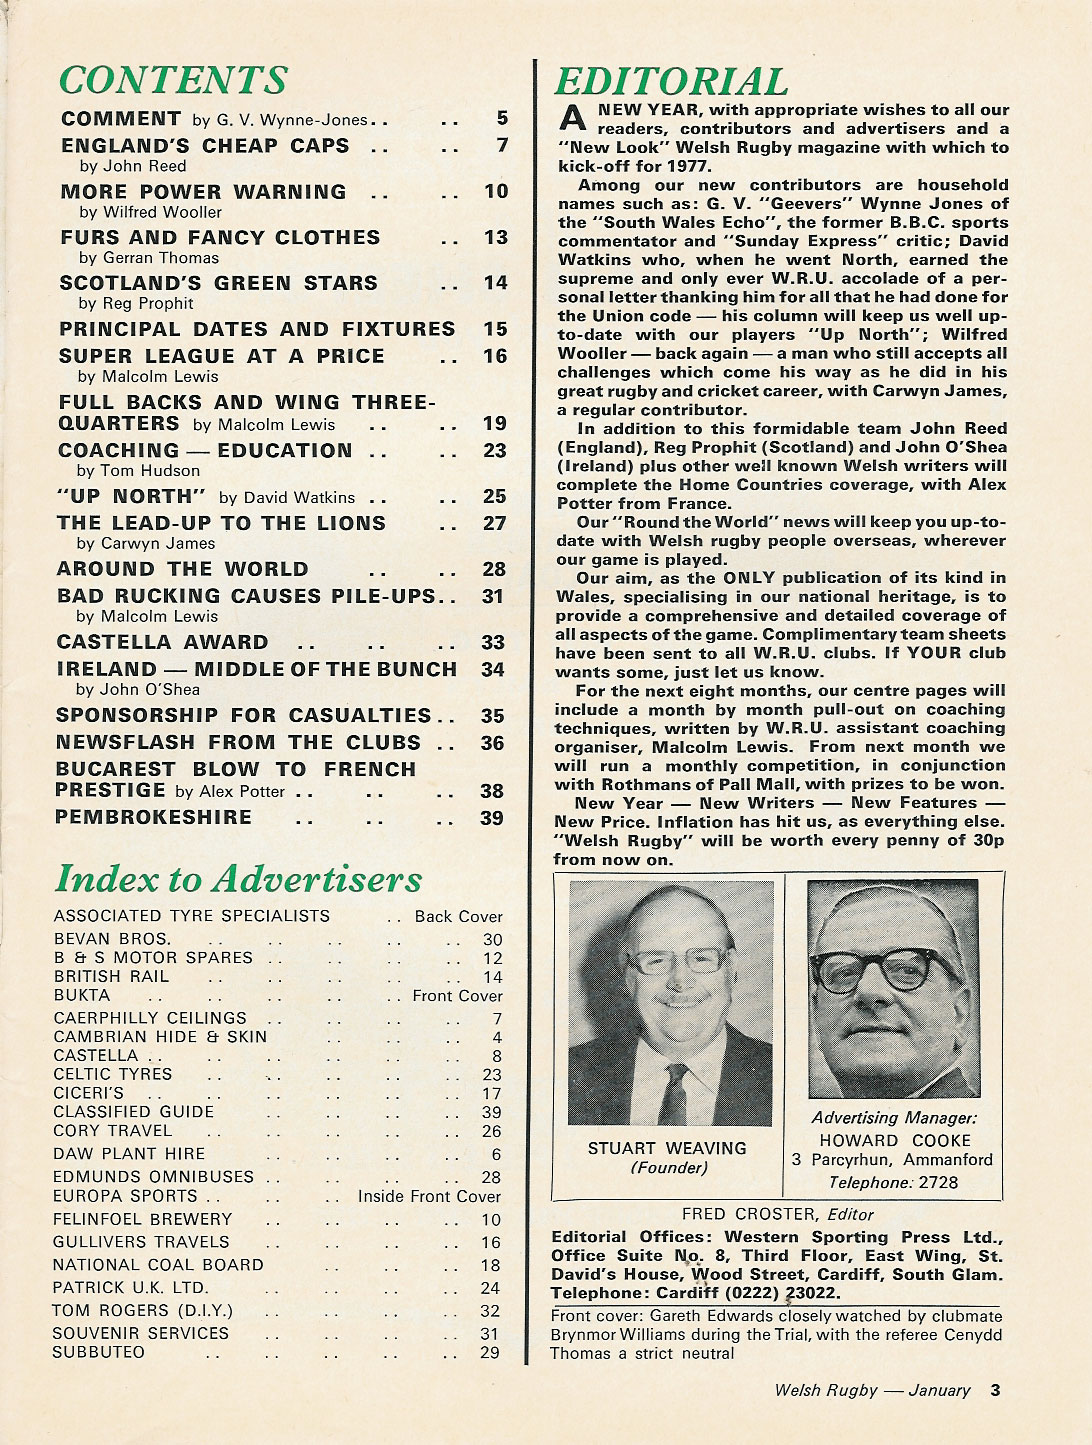 CONTENTS
COMMENT by G. V. Wynne-Jones. . . . 5
ENGLAND'S CHEAP CAPS . . . . 7
by John Reed
MORE POWER WARNING . . . . 10
by Wilfred Wooller
FURS AND FANCY CLOTHES . . 13
by Gerran Thomas
SCOTLAND'S GREEN STARS . . 14
by Reg Prophit
PRINCIPAL DATES AND FIXTURES 15
SUPER LEAGUE AT A PRICE . . 16
by Malcolm Lewis
FULL BACKS AND WING THREE-
QUARTERS by Malcolm Lewis . . . . 19
COACHING — EDUCATION . . . . 23
by Tom Hudson
"UP NORTH" by David Watkins . . . . 25
THE LEAD-UP TO THE LIONS . . 27
by Carwyn James
AROUND THE WORLD . . . . 28
BAD RUCKING CAUSES PILE-UPS. . 31
by Malcolm Lewis
CASTELLA AWARD . . . . . . 33
IRELAND — MIDDLE OF THE BUNCH 34
by John O'Shea
SPONSORSHIP FOR CASUALTIES. . 35
NEWSFLASH FROM THE CLUBS . . 36
BUCAREST BLOW TO FRENCH
PRESTIGE by Alex Potter . . . . . . 38
PEMBROKESHIRE . . . . . . 39
Index to Advertisers
ASSOCIATED TYRE SPECIALISTS . . Back Cover
BEVAN BROS. . . . . . . . . . . 30
B & S MOTOR SPARES . . . . . . . . 12
BRITISH RAIL . . . . . . . . . . 14
BUKTA . . . . . . . . . . Front Cover
CAERPHILLY CEILINGS . . . . . . . . 7
CAMBRIAN HIDE & SKIN . . . . . . 4
CASTELLA . . . . . . . . . . . . 8
CELTIC TYRES . . . . . . . . . . 23
CICERI'S . . . . . . . . . . . . 17
CLASSIFIED GUIDE . . . . . . . . 39
CORY TRAVEL . . . . . . . . . . 26
DAW PLANT HIRE . . . . . . . . 6
EDMUNDS OMNIBUSES . . . . . . . . 28
EUROPA SPORTS . . . . . . Inside Front Cover
FELINFOEL BREWERY . . . . . . . . 10
GULLIVERS TRAVELS . . . . . . . . 16
NATIONAL COAL BOARD . . . . . . 18
PATRICK U.K. LTD. . . . . . . . . 24
TOM ROGERS (D.I.Y.) . . . . . . . . 32
SOUVENIR SERVICES . . . . . . . . 31
SUBBUTEO . . . . . . . . . . 29
EDITORIAL
A NEW YEAR, with appropriate wishes to all our
readers, contributors and advertisers and a
"New Look" Welsh Rugby magazine with which to
kick-off for 1977.
Among our new contributors are household
names such as: G. V. "Geevers" Wynne Jones of
the "South Wales Echo", the former B.B.C. sports
commentator and "Sunday Express" critic; David
Watkins who, when he went North, earned the
supreme and only ever W.R.U. accolade of a per-
sonal letter thanking him for all that he had done for
the Union code — his column will keep us well up-
to-date with our players "Up North"; Wilfred
Wooller — back again — a man who still accepts all
challenges which come his way as he did in his
great rugby and cricket career, with Carwyn James,
a regular contributor.
In addition to this formidable team John Reed
(England), Reg Prophit (Scotland) and John O'Shea
(Ireland) plus other well known Welsh writers will
complete the Home Countries coverage, with Alex
Potter from France.
Our "Round the World" news will keep you up-to-
date with Welsh rugby people overseas, wherever
our game is played.
Our aim, as the ONLY publication of its kind in
Wales, specialising in our national heritage, is to
provide a comprehensive and detailed coverage of
all aspects of the game. Complimentary team sheets
have been sent to all W.R.U. clubs. If YOUR club
wants some, just let us know.
For the next eight months, our centre pages will
include a month by month pull-out on coaching
techniques, written by W.R.U. assistant coaching
organiser, Malcolm Lewis. From next month we
will run a monthly competition, in conjunction
with Rothmans of Pall Mall, with prizes to be won.
New Year — New Writers — New Features —
New Price. Inflation has hit us, as everything else.
"Welsh Rugby" will be worth every penny of 30p
from now on.
STUART WEAVING
(Founder)
Advertising Manager:
HOWARD COOKE
3 Parcyrhun, Ammanford
Telephone: 2728
FRED CROSTER, Editor
Editorial Offices: Western Sporting Press Ltd.,
Office Suite No. 8, Third Floor, East Wing, St.
David's House, Wood Street, Cardiff, South Glam.
Telephone: Cardiff (0222) 23022.
Front cover: Gareth Edwards closely watched by clubmate
Brynmor Williams during the Trial, with the referee Cenydd
Thomas a strict neutral
Welsh Rugby — January 3